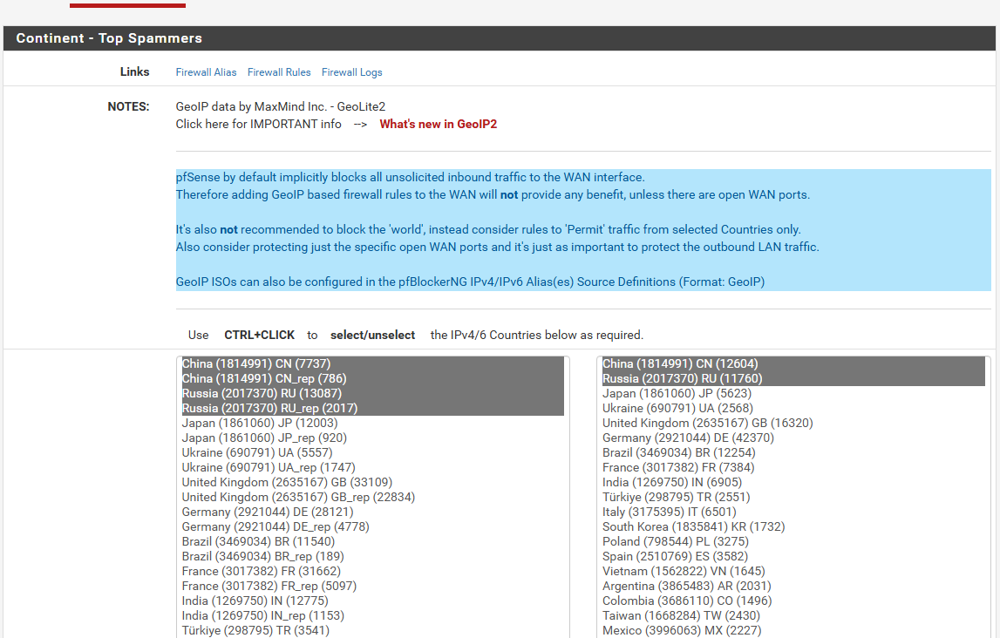 Continent - Top Spammers
Links Firewall Alias Firewall Rules Firewall Logs
NOTES: GeoIP data by MaxMind Inc. - GeoLite2
Click here for IMPORTANT info --> What's new in GeoIP2
pfSense by default implicitly blocks all unsolicited inbound traffic to the WAN interface.
Therefore adding GeoIP based firewall rules to the WAN will not provide any benefit, unless there are open WAN ports.
It's also not recommended to block the 'world', instead consider rules to 'Permit' traffic from selected Countries only.
Also consider protecting just the specific open WAN ports and it's just as important to protect the outbound LAN traffic.
GeoIP ISOs can also be configured in the pfBlockerNG IPv4/IPv6 Alias(es) Source Definitions (Format: GeoIP)
Use CTRL+CLICK to select/unselect the IPv4/6 Countries below as required.
China (1814991) CN (7737)
China (1814991) CN_rep (786)
Russia (2017370) RU (13087)
Russia (2017370) RU_rep (2017)
Japan (1861060) JP (12003)
Japan (1861060) JP_rep (920)
Ukraine (690791) UA (5557)
Ukraine (690791) UA_rep (1747)
United Kingdom (2635167) GB (33109)
United Kingdom (2635167) GB_rep (22834)
Germany (2921044) DE (28121)
Germany (2921044) DE_rep (4778)
Brazil (3469034) BR (11540)
Brazil (3469034) BR_rep (189)
France (3017382) FR (31662)
France (3017382) FR_rep (5097)
India (1269750) IN (12775)
India (1269750) IN_rep (1153)
Türkiye (298795) TR (3541)
China (1814991) CN (12604)
Russia (2017370) RU (11760)
Japan (1861060) JP (5623)
Ukraine (690791) UA (2568)
United Kingdom (2635167) GB (16320)
Germany (2921044) DE (42370)
Brazil (3469034) BR (12254)
France (3017382) FR (7384)
India (1269750) IN (6905)
Türkiye (298795) TR (2551)
Italy (3175395) IT (6501)
South Korea (1835841) KR (1732)
Poland (798544) PL (3275)
Spain (2510769) ES (3582)
Vietnam (1562822) VN (1645)
Argentina (3865483) AR (2031)
Colombia (3686110) CO (1496)
Taiwan (1668284) TW (2430)
Mexico (3996063) MX (2227)